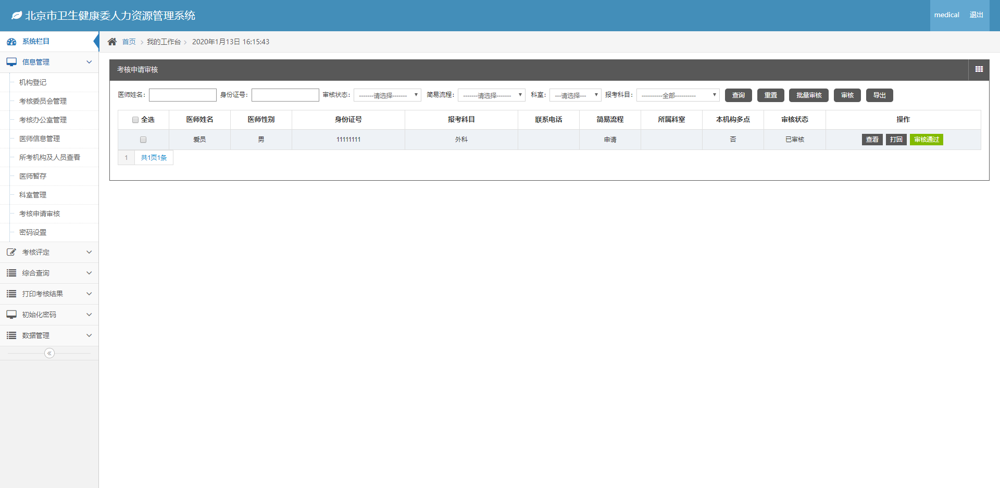 北京市卫生健康委人力资源管理系统
medical 退出
系统栏目
首页 我的工作台 2020年1月13日 16:15:43
信息管理
机构登记
考核委员会管理
考核办公室管理
医师信息管理
所考机构及人员查看
医师暂存
科室管理
考核申请审核
密码设置
考核评定
综合查询
打印考核结果
初始化密码
数据管理
考核申请审核
医师姓名: 身份证号: 审核状态: -------请选择------- 简易流程: -------请选择------- 科室: ---请选择--- 报考科目: ----------全部---------- 查询 重置 批量审核 审核 导出
全选 医师姓名 医师性别 身份证号 报考科目 联系电话 简易流程 所属科室 本机构多点 审核状态 操作
爱员 男 11111111 外科 申请 否 已审核 查看 打回 审核通过
1 共1页1条